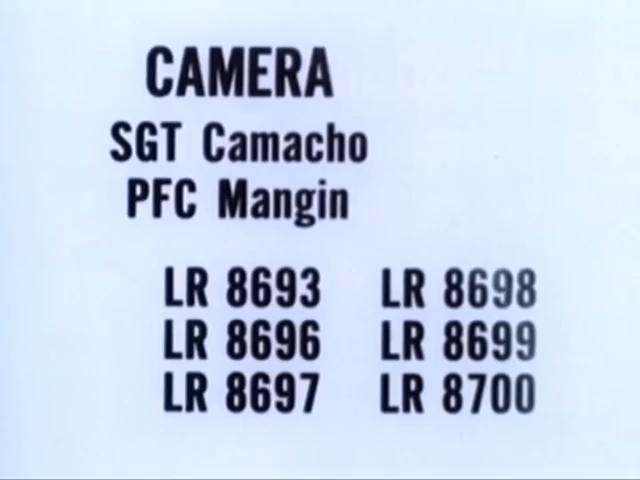 CAMERA
SGT Camacho
PFC Mangin
LR 8693 LR 8698
LR 8696 LR 8699
LR 8697 LR 8700